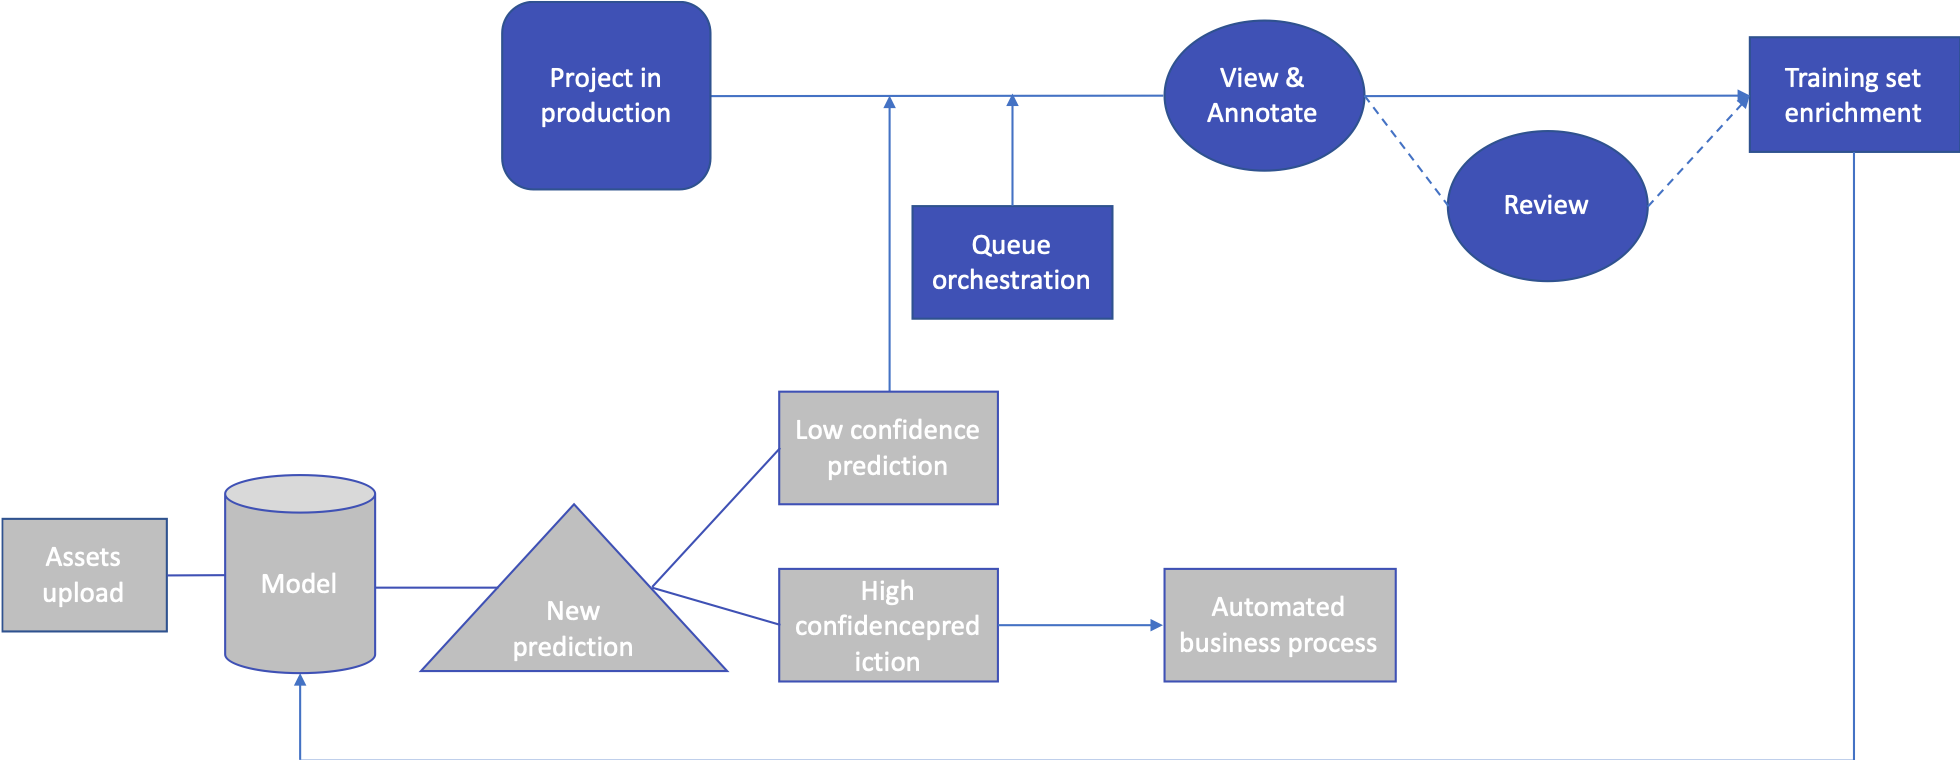 Project in
production
View &
Annotate
Training set
enrichment
Review
Queue
orchestration
Low confidence
prediction
Assets
upload
Model
New
prediction
High
confidencepred
iction
Automated
business process